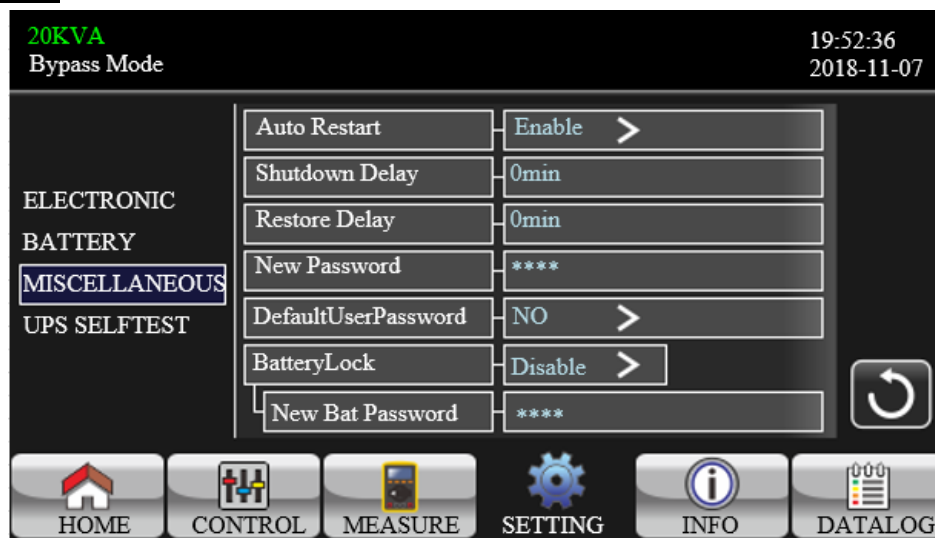 20KVA
Bypass Mode
19:52:36
2018-11-07
ELECTRONIC
BATTERY
MISCELLANEOUS
UPS SELFTEST
Auto Restart Enable >
Shutdown Delay 0min
Restore Delay 0min
New Password ****
DefaultUserPassword NO >
BatteryLock Disable >
New Bat Password ****
HOME CONTROL MEASURE SETTING INFO DATALOG